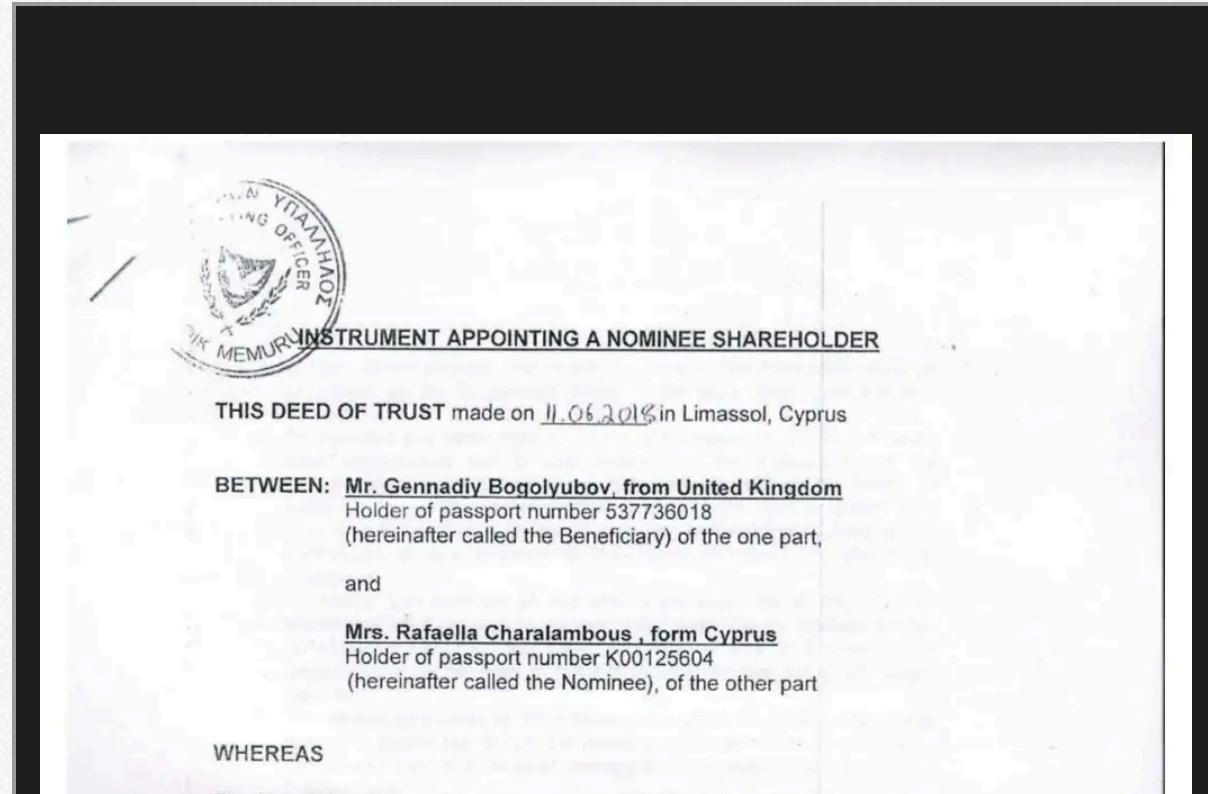 ΥΠΑΛΛΗΛΟΣ
OFFICER
MEMURU
INSTRUMENT APPOINTING A NOMINEE SHAREHOLDER
THIS DEED OF TRUST made on 11.06.2018 in Limassol, Cyprus
BETWEEN: Mr. Gennadiy Bogolyubov, from United Kingdom
Holder of passport number 537736018
(hereinafter called the Beneficiary) of the one part,
and
Mrs. Rafaella Charalambous , form Cyprus
Holder of passport number K00125604
(hereinafter called the Nominee), of the other part
WHEREAS